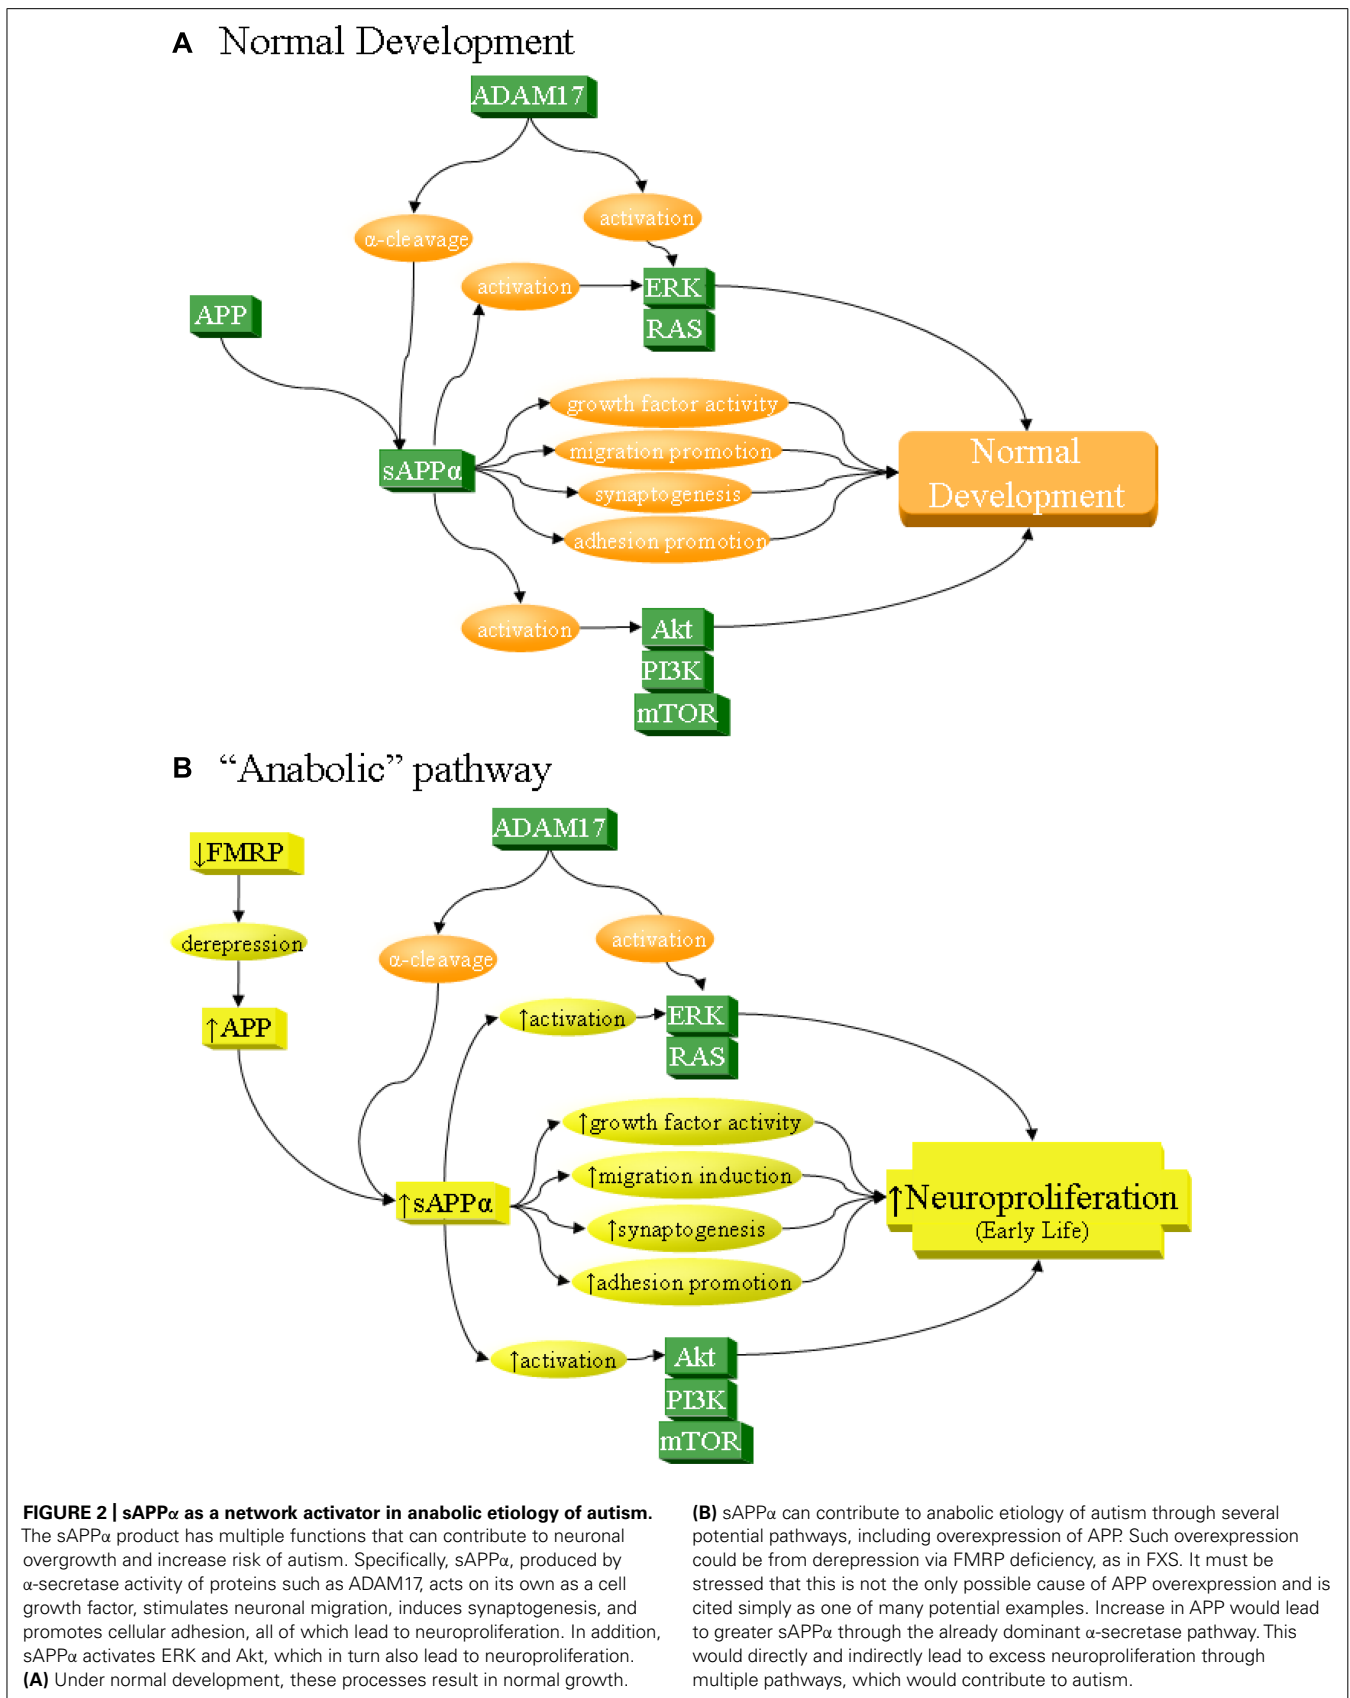 A Normal Development
ADAM17
activation
α-cleavage
activation
ERK
APP
RAS
growth factor activity
migration promotion
Normal
Development
sAPPα
synaptogenesis
adhesion promotion
activation
Akt
PI3K
mTOR
B “Anabolic” pathway
ADAM17
↓FMRP
derepression
activation
α-cleavage
↑APP
↑activation
ERK
RAS
↑growth factor activity
↑migration induction
↑sAPPα
↑Neuroproliferation
(Early Life)
↑synaptogenesis
↑adhesion promotion
↑activation
Akt
PI3K
mTOR
FIGURE 2 | sAPPα as a network activator in anabolic etiology of autism.
The sAPPα product has multiple functions that can contribute to neuronal
overgrowth and increase risk of autism. Specifically, sAPPα, produced by
α-secretase activity of proteins such as ADAM17, acts on its own as a cell
growth factor, stimulates neuronal migration, induces synaptogenesis, and
promotes cellular adhesion, all of which lead to neuroproliferation. In addition,
sAPPα activates ERK and Akt, which in turn also lead to neuroproliferation.
(A) Under normal development, these processes result in normal growth.
(B) sAPPα can contribute to anabolic etiology of autism through several
potential pathways, including overexpression of APP. Such overexpression
could be from derepression via FMRP deficiency, as in FXS. It must be
stressed that this is not the only possible cause of APP overexpression and is
cited simply as one of many potential examples. Increase in APP would lead
to greater sAPPα through the already dominant α-secretase pathway. This
would directly and indirectly lead to excess neuroproliferation through
multiple pathways, which would contribute to autism.